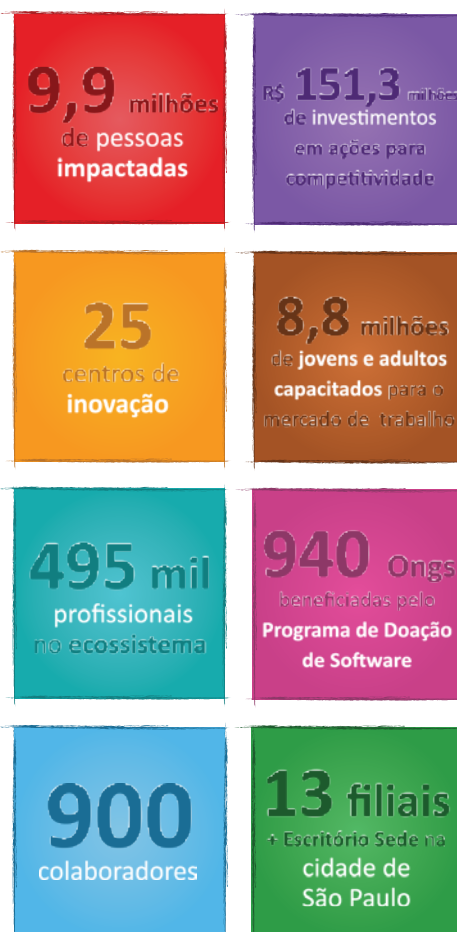 9,9 milhões
de pessoas
impactadas
R$ 151,3 milhões
de investimentos
em ações para
competitividade
25
centros de
inovação
8,8 milhões
de jovens e adultos
capacitados para o
mercado de trabalho
495 mil
profissionais
no ecossistema
940 Ongs
beneficiadas pelo
Programa de Doação
de Software
900
colaboradores
13 filiais
+ Escritório Sede na
cidade de
São Paulo